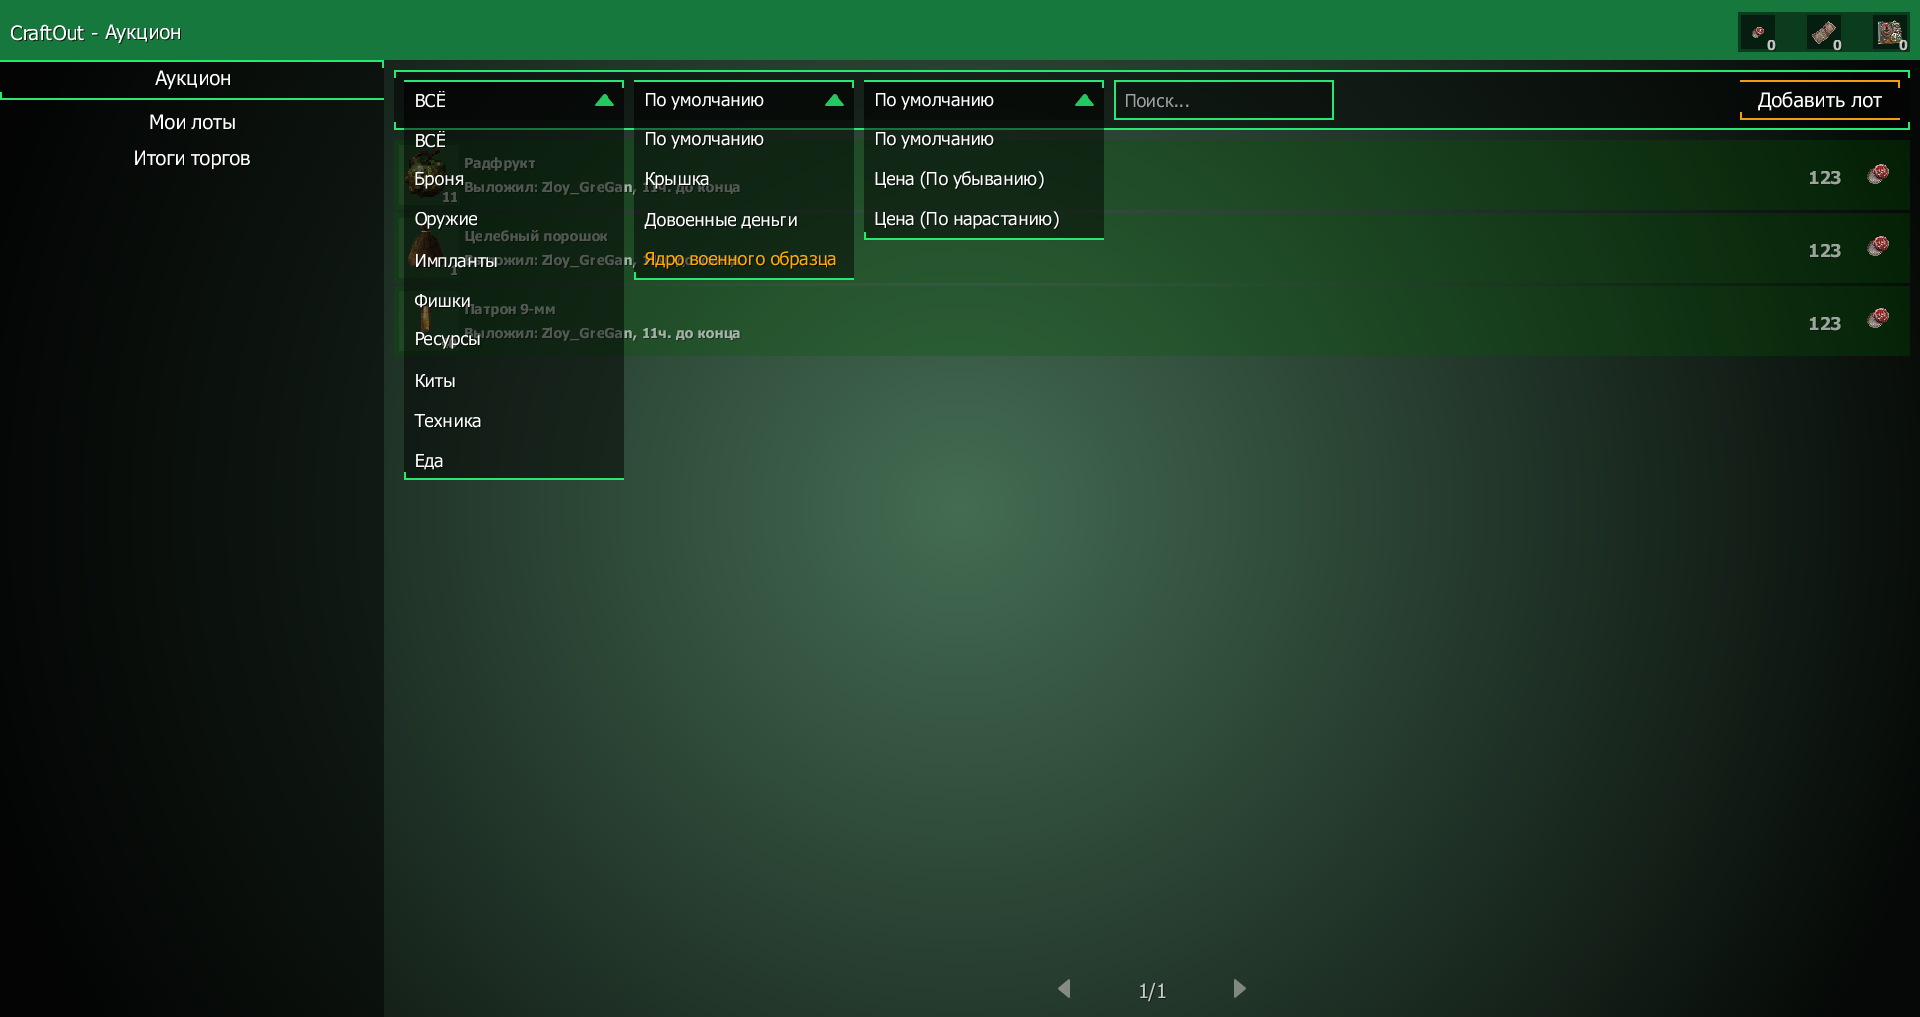 CraftOut - Аукцион
0
0
0
Аукцион
Мои лоты
Итоги торгов
ВСЁ
ВСЁ
Броня
Оружие
Импланты
Фишки
Ресурсы
Киты
Техника
Еда
По умолчанию
По умолчанию
Крышка
Довоенные деньги
Ядро военного образца
По умолчанию
По умолчанию
Цена (По убыванию)
Цена (По нарастанию)
Поиск...
Добавить лот
Радфрукт
Выложил: Zloy_GreGan, 11ч. до конца
11
123
Целебный порошок
Выложил: Zloy_GreGan,
1
123
Патрон 9-мм
Выложил: Zloy_GreGan, 11ч. до конца
123
1/1